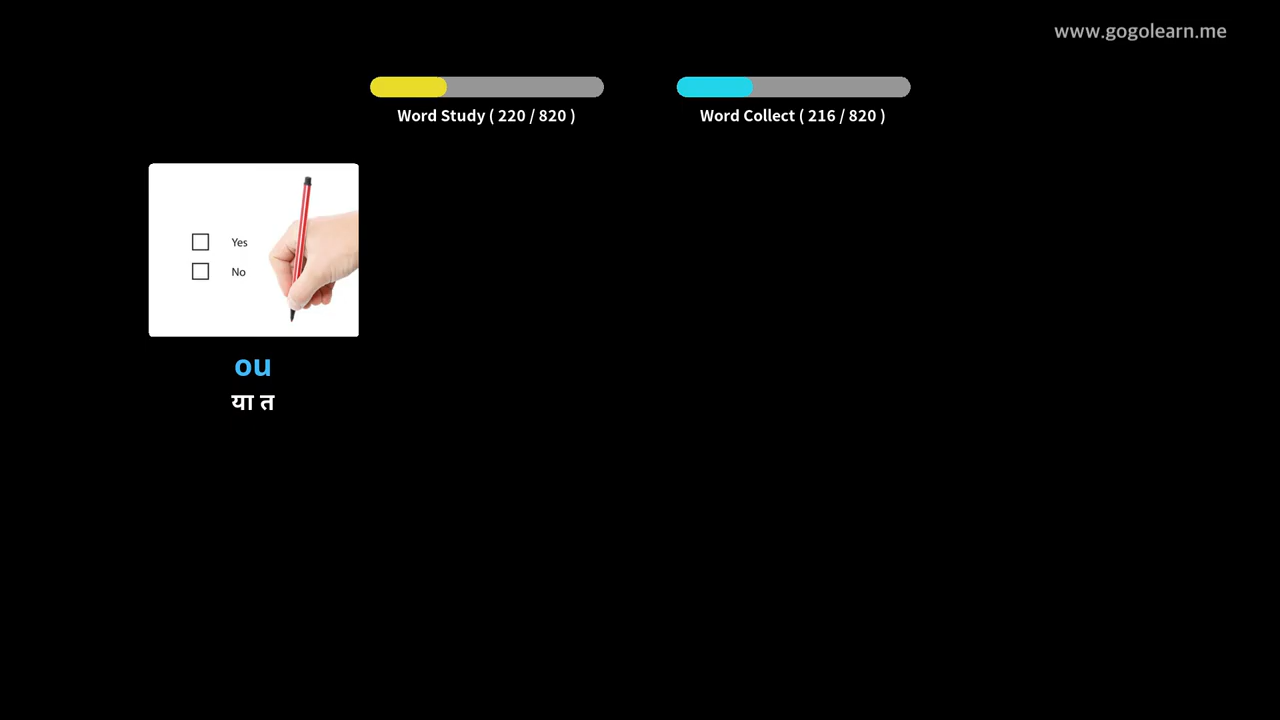 www.gogolearn.me
Word Study ( 220 / 820 )
Word Collect ( 216 / 820 )
Yes
No
ou
या त